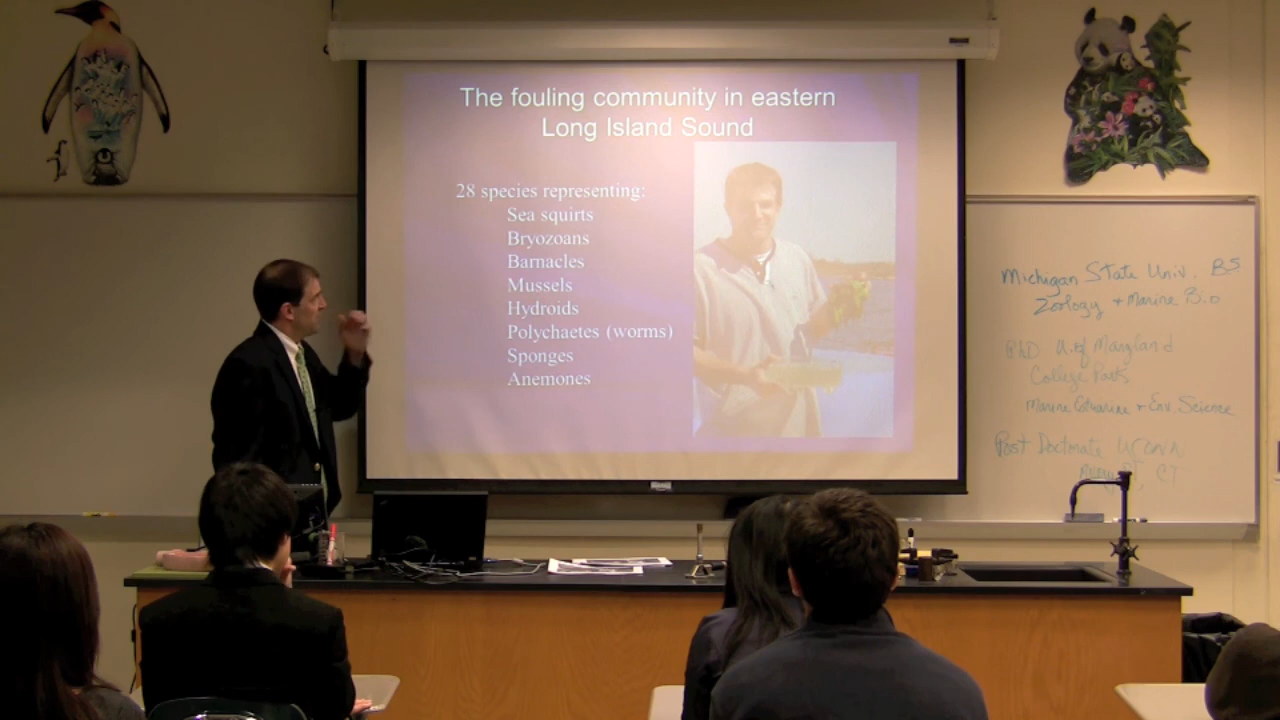 The fouling community in eastern
Long Island Sound
28 species representing:
Sea squirts
Bryozoans
Barnacles
Mussels
Hydroids
Polychaetes (worms)
Sponges
Anemones
Michigan State Univ. BS
Zoology + Marine Bio
PhD U. of Maryland
College Park
Marine Estuarine + Env. Science
Post Doctorate UCONN
CT